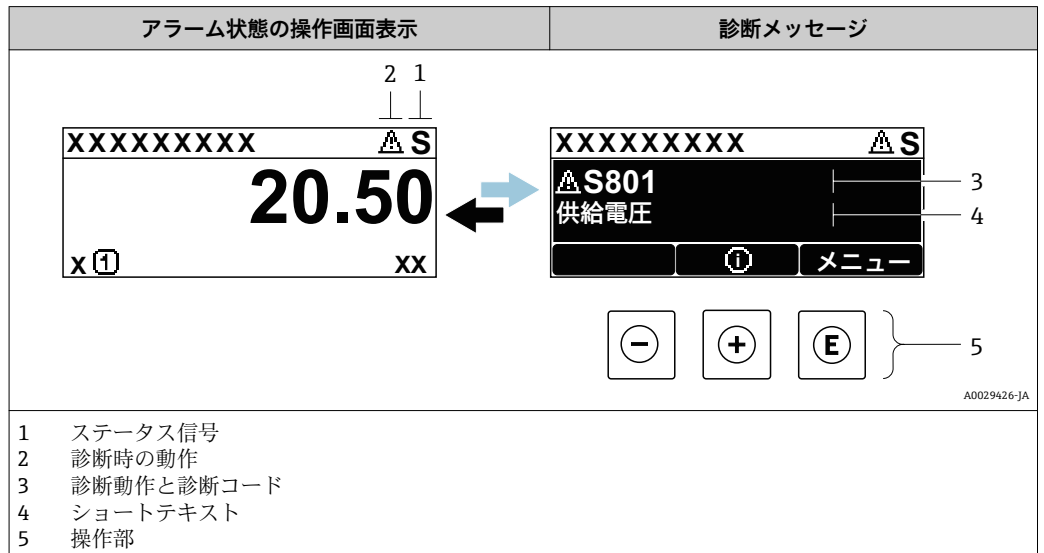 アラーム状態の操作画面表示 診断メッセージ
2 1
XXXXXXXXX ⚠ S
20.50
X 1 XX
XXXXXXXXX ⚠ S
⚠S801
供給電圧
i メニュー
3
4
- + E
5
A0029426-JA
1 ステータス信号
2 診断時の動作
3 診断動作と診断コード
4 ショートテキスト
5 操作部